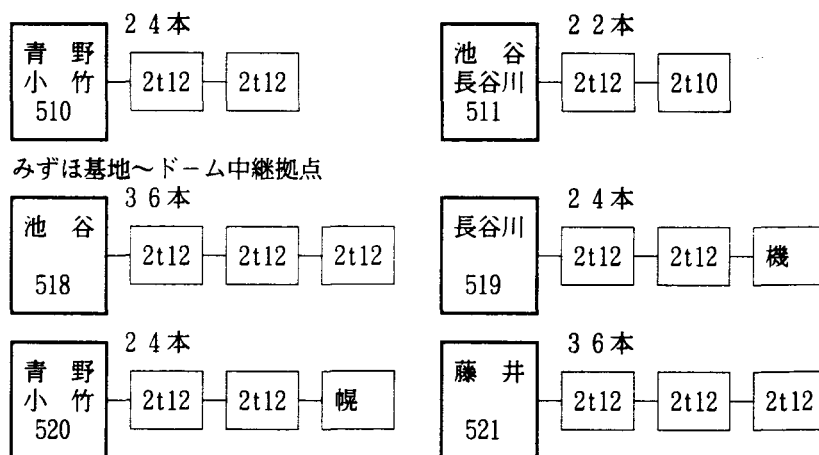 ２４本
青　野
小　竹
510
2t12
2t12
２２本
池　谷
長谷川
511
2t12
2t10
みずほ基地～ドーム中継拠点
３６本
池　谷
518
2t12
2t12
2t12
２４本
長谷川
519
2t12
2t12
機
２４本
青　野
小　竹
520
2t12
2t12
幌
３６本
藤　井
521
2t12
2t12
2t12